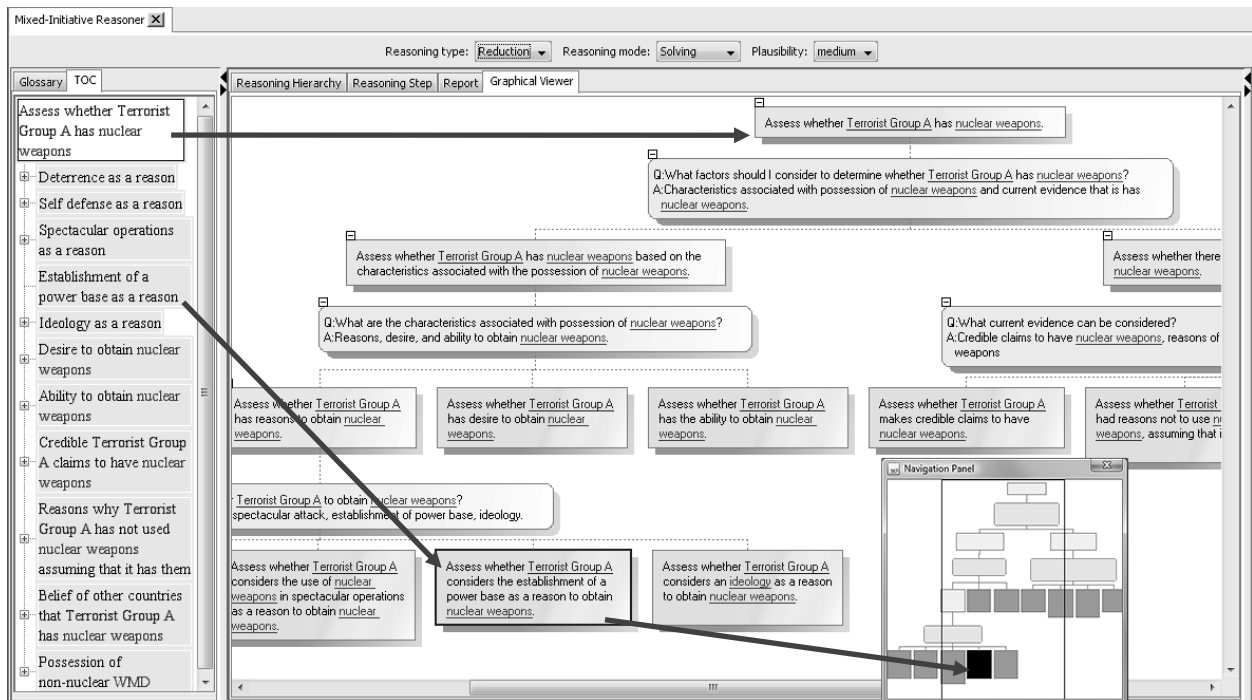 Mixed-Initiative Reasoner
Reasoning type: Reduction Reasoning mode: Solving Plausibility: medium
Glossary TOC
Assess whether Terrorist
Group A has nuclear
weapons
Deterrence as a reason
Self defense as a reason
Spectacular operations
as a reason
Establishment of a
power base as a reason
Ideology as a reason
Desire to obtain nuclear
weapons
Ability to obtain nuclear
weapons
Credible Terrorist Group
A claims to have nuclear
weapons
Reasons why Terrorist
Group A has not used
nuclear weapons
assuming that it has them
Belief of other countries
that Terrorist Group A
has nuclear weapons
Possession of
non-nuclear WMD
Reasoning Hierarchy Reasoning Step Report Graphical Viewer
Assess whether Terrorist Group A has nuclear weapons.
Q:What factors should I consider to determine whether Terrorist Group A has nuclear weapons?
A:Characteristics associated with possession of nuclear weapons and current evidence that is has
nuclear weapons.
Assess whether Terrorist Group A has nuclear weapons based on the
characteristics associated with the possession of nuclear weapons.
Assess whether there
nuclear weapons.
Q:What are the characteristics associated with possession of nuclear weapons?
A:Reasons, desire, and ability to obtain nuclear weapons.
Q:What current evidence can be considered?
A:Credible claims to have nuclear weapons, reasons of
weapons
Assess whether Terrorist Group A
has reasons to obtain nuclear
weapons.
Assess whether Terrorist Group A
has desire to obtain nuclear
weapons.
Assess whether Terrorist Group A
has the ability to obtain nuclear
weapons.
Assess whether Terrorist Group A
makes credible claims to have
nuclear weapons.
Assess whether Terrorist
had reasons not to use
weapons, assuming that
Terrorist Group A to obtain nuclear weapons?
spectacular attack, establishment of power base, ideology.
Assess whether Terrorist Group A
considers the use of nuclear
weapons in spectacular operations
as a reason to obtain nuclear
weapons.
Assess whether Terrorist Group A
considers the establishment of a
power base as a reason to obtain
nuclear weapons.
Assess whether Terrorist Group A
considers an ideology as a reason
to obtain nuclear weapons.
Navigation Panel